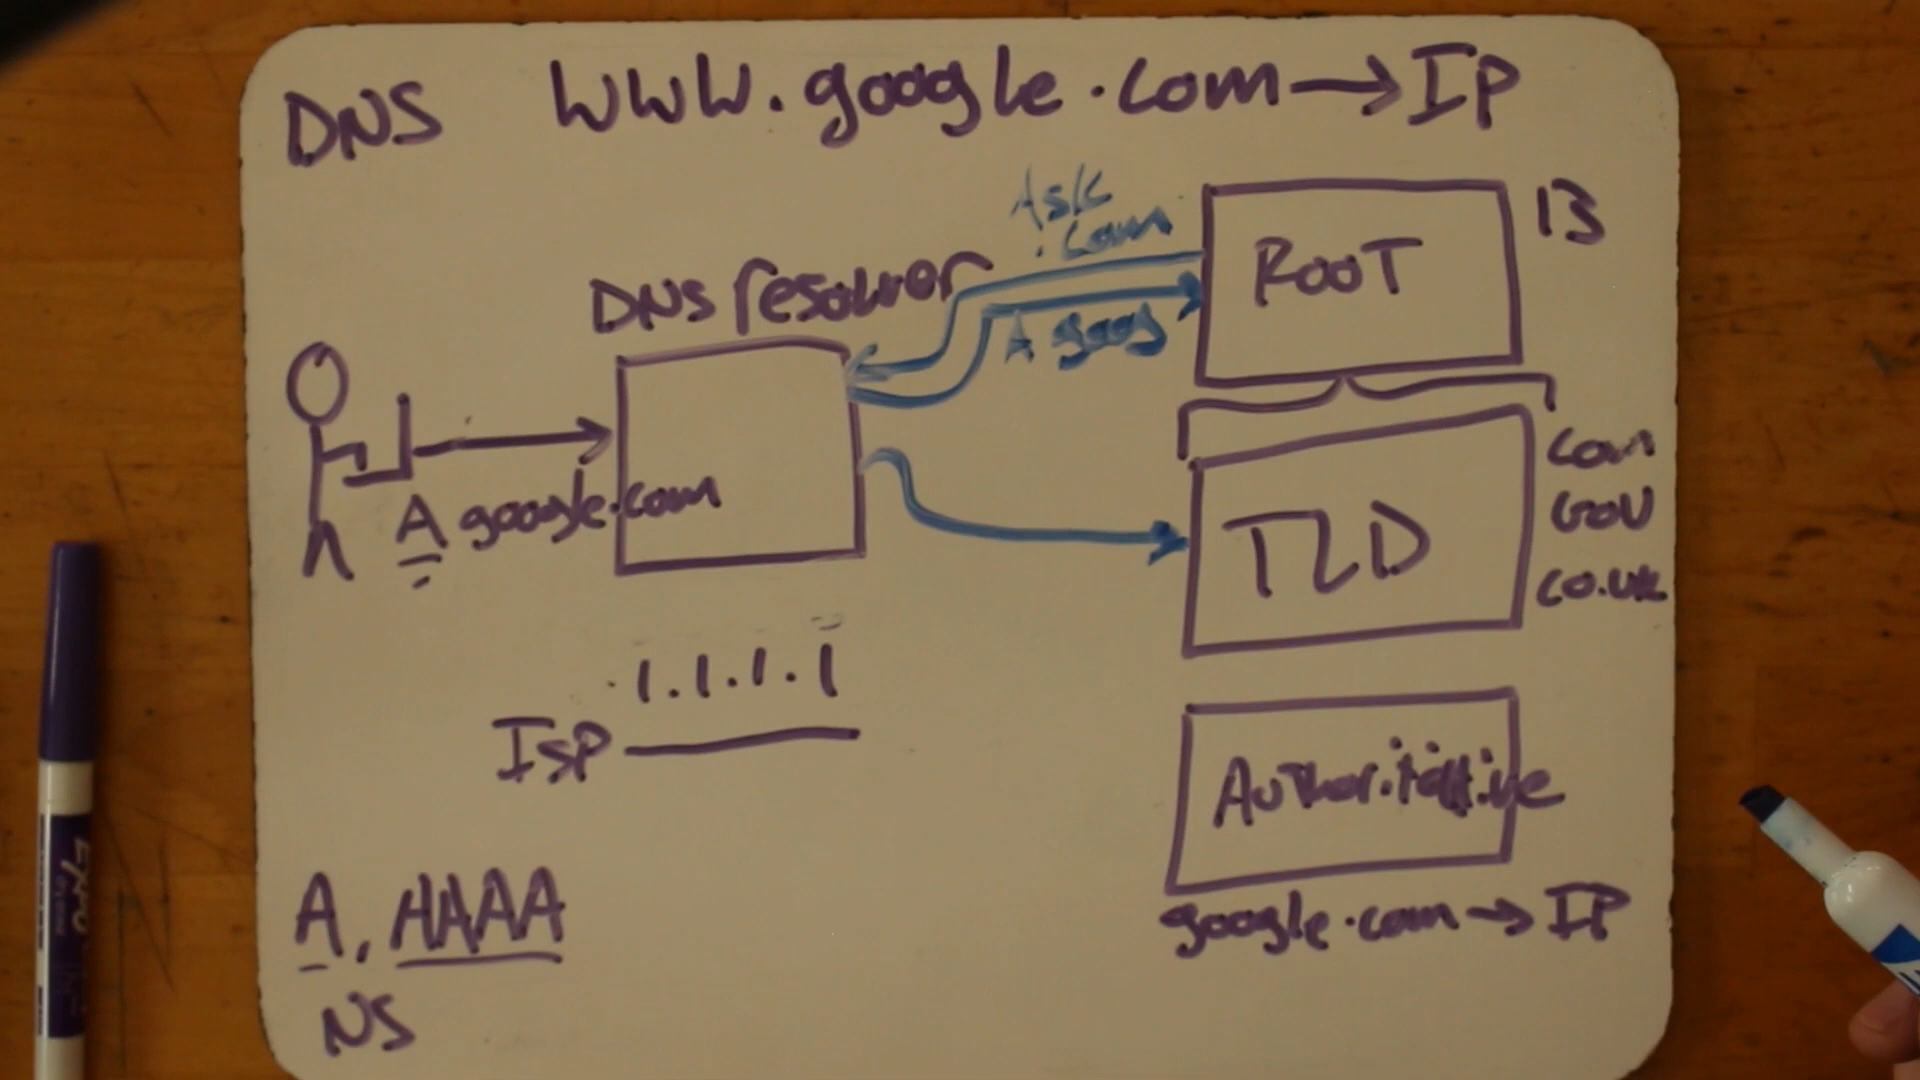 DNS www.google.com → IP
Ask
.com
ROOT
13
DNS resolver
A goog
A google.com
TLD
com
GOV
co.uk
1.1.1.1
ISP
Authoritative
google.com → IP
A, AAAA
NS
EXPO